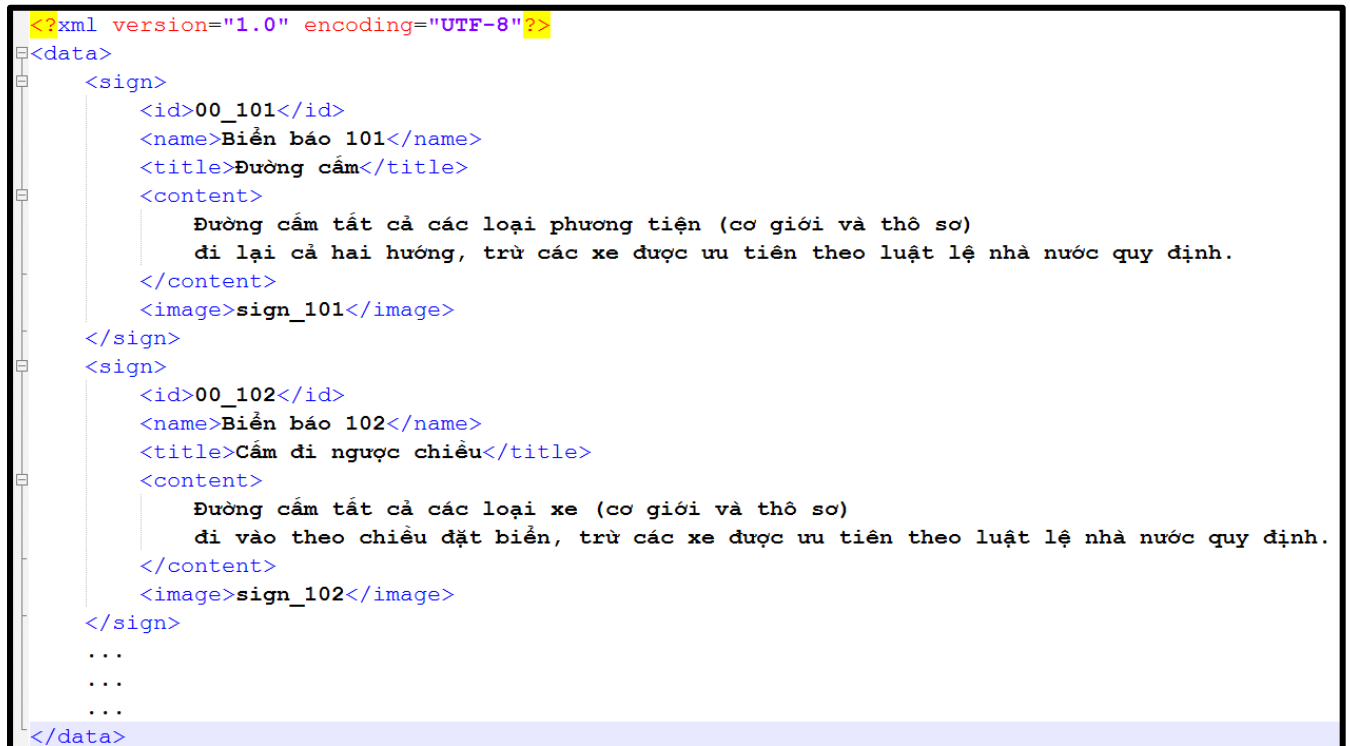 <?xml version="1.0" encoding="UTF-8"?>
<data>
<sign>
<id>00_101</id>
<name>Biển báo 101</name>
<title>Đường cấm</title>
<content>
Đường cấm tất cả các loại phương tiện (cơ giới và thô sơ)
đi lại cả hai hướng, trừ các xe được ưu tiên theo luật lệ nhà nước quy định.
</content>
<image>sign_101</image>
</sign>
<sign>
<id>00_102</id>
<name>Biển báo 102</name>
<title>Cấm đi ngược chiều</title>
<content>
Đường cấm tất cả các loại xe (cơ giới và thô sơ)
đi vào theo chiều đặt biển, trừ các xe được ưu tiên theo luật lệ nhà nước quy định.
</content>
<image>sign_102</image>
</sign>
...
...
...
</data>